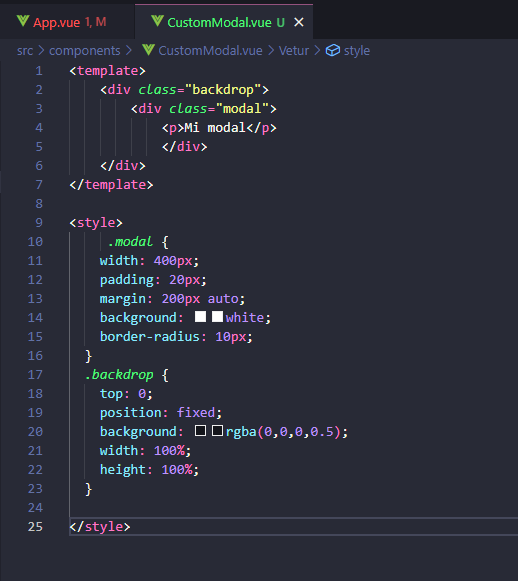 App.vue 1, M CustomModal.vue U
src > components > CustomModal.vue > Vetur > style
1 <template>
2 <div class="backdrop">
3 <div class="modal">
4 <p>Mi modal</p>
5 </div>
6 </div>
7 </template>
8
9 <style>
10 .modal {
11 width: 400px;
12 padding: 20px;
13 margin: 200px auto;
14 background: white;
15 border-radius: 10px;
16 }
17 .backdrop {
18 top: 0;
19 position: fixed;
20 background: rgba(0,0,0,0.5);
21 width: 100%;
22 height: 100%;
23 }
24
25 </style>